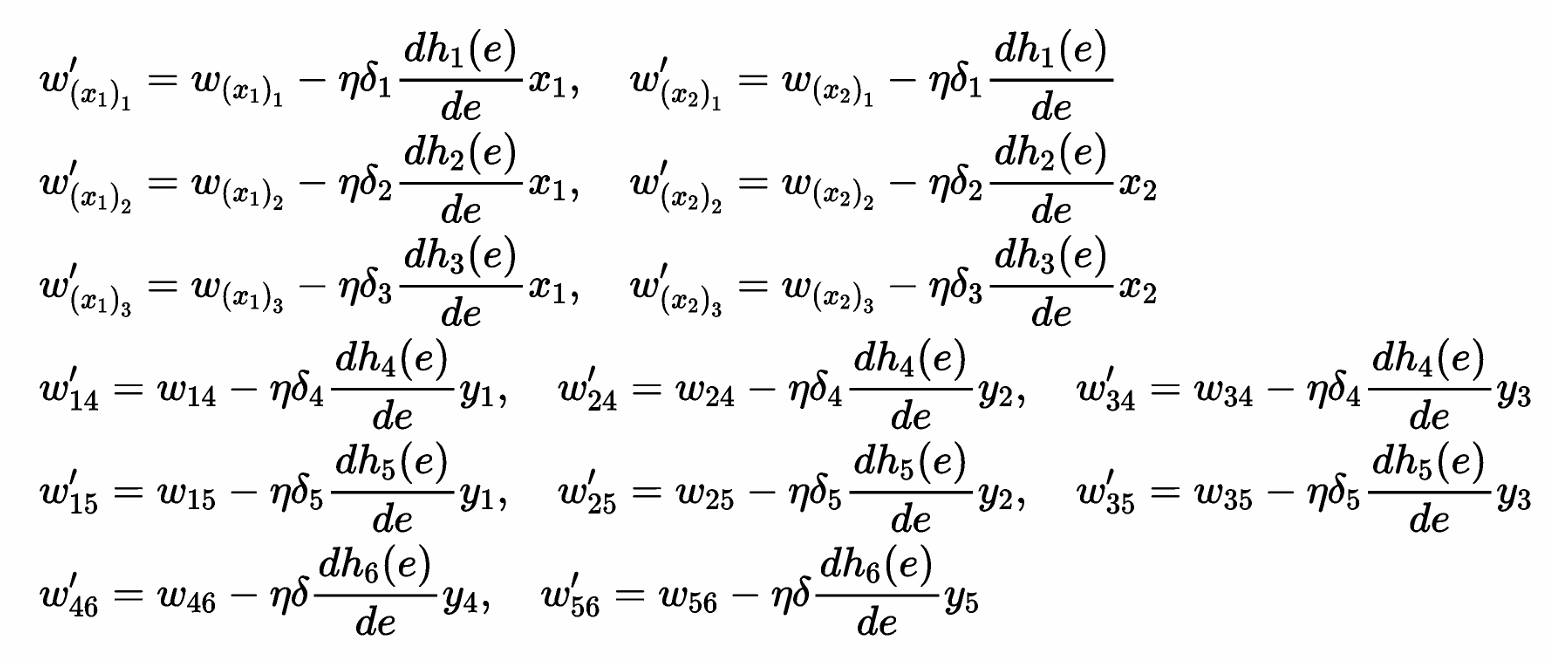 $w'_{(x_1)_1} = w_{(x_1)_1} - \eta\delta_1 \frac{dh_1(e)}{de} x_1, \quad w'_{(x_2)_1} = w_{(x_2)_1} - \eta\delta_1 \frac{dh_1(e)}{de}$
$w'_{(x_1)_2} = w_{(x_1)_2} - \eta\delta_2 \frac{dh_2(e)}{de} x_1, \quad w'_{(x_2)_2} = w_{(x_2)_2} - \eta\delta_2 \frac{dh_2(e)}{de} x_2$
$w'_{(x_1)_3} = w_{(x_1)_3} - \eta\delta_3 \frac{dh_3(e)}{de} x_1, \quad w'_{(x_2)_3} = w_{(x_2)_3} - \eta\delta_3 \frac{dh_3(e)}{de} x_2$
$w'_{14} = w_{14} - \eta\delta_4 \frac{dh_4(e)}{de} y_1, \quad w'_{24} = w_{24} - \eta\delta_4 \frac{dh_4(e)}{de} y_2, \quad w'_{34} = w_{34} - \eta\delta_4 \frac{dh_4(e)}{de} y_3$
$w'_{15} = w_{15} - \eta\delta_5 \frac{dh_5(e)}{de} y_1, \quad w'_{25} = w_{25} - \eta\delta_5 \frac{dh_5(e)}{de} y_2, \quad w'_{35} = w_{35} - \eta\delta_5 \frac{dh_5(e)}{de} y_3$
$w'_{46} = w_{46} - \eta\delta \frac{dh_6(e)}{de} y_4, \quad w'_{56} = w_{56} - \eta\delta \frac{dh_6(e)}{de} y_5$